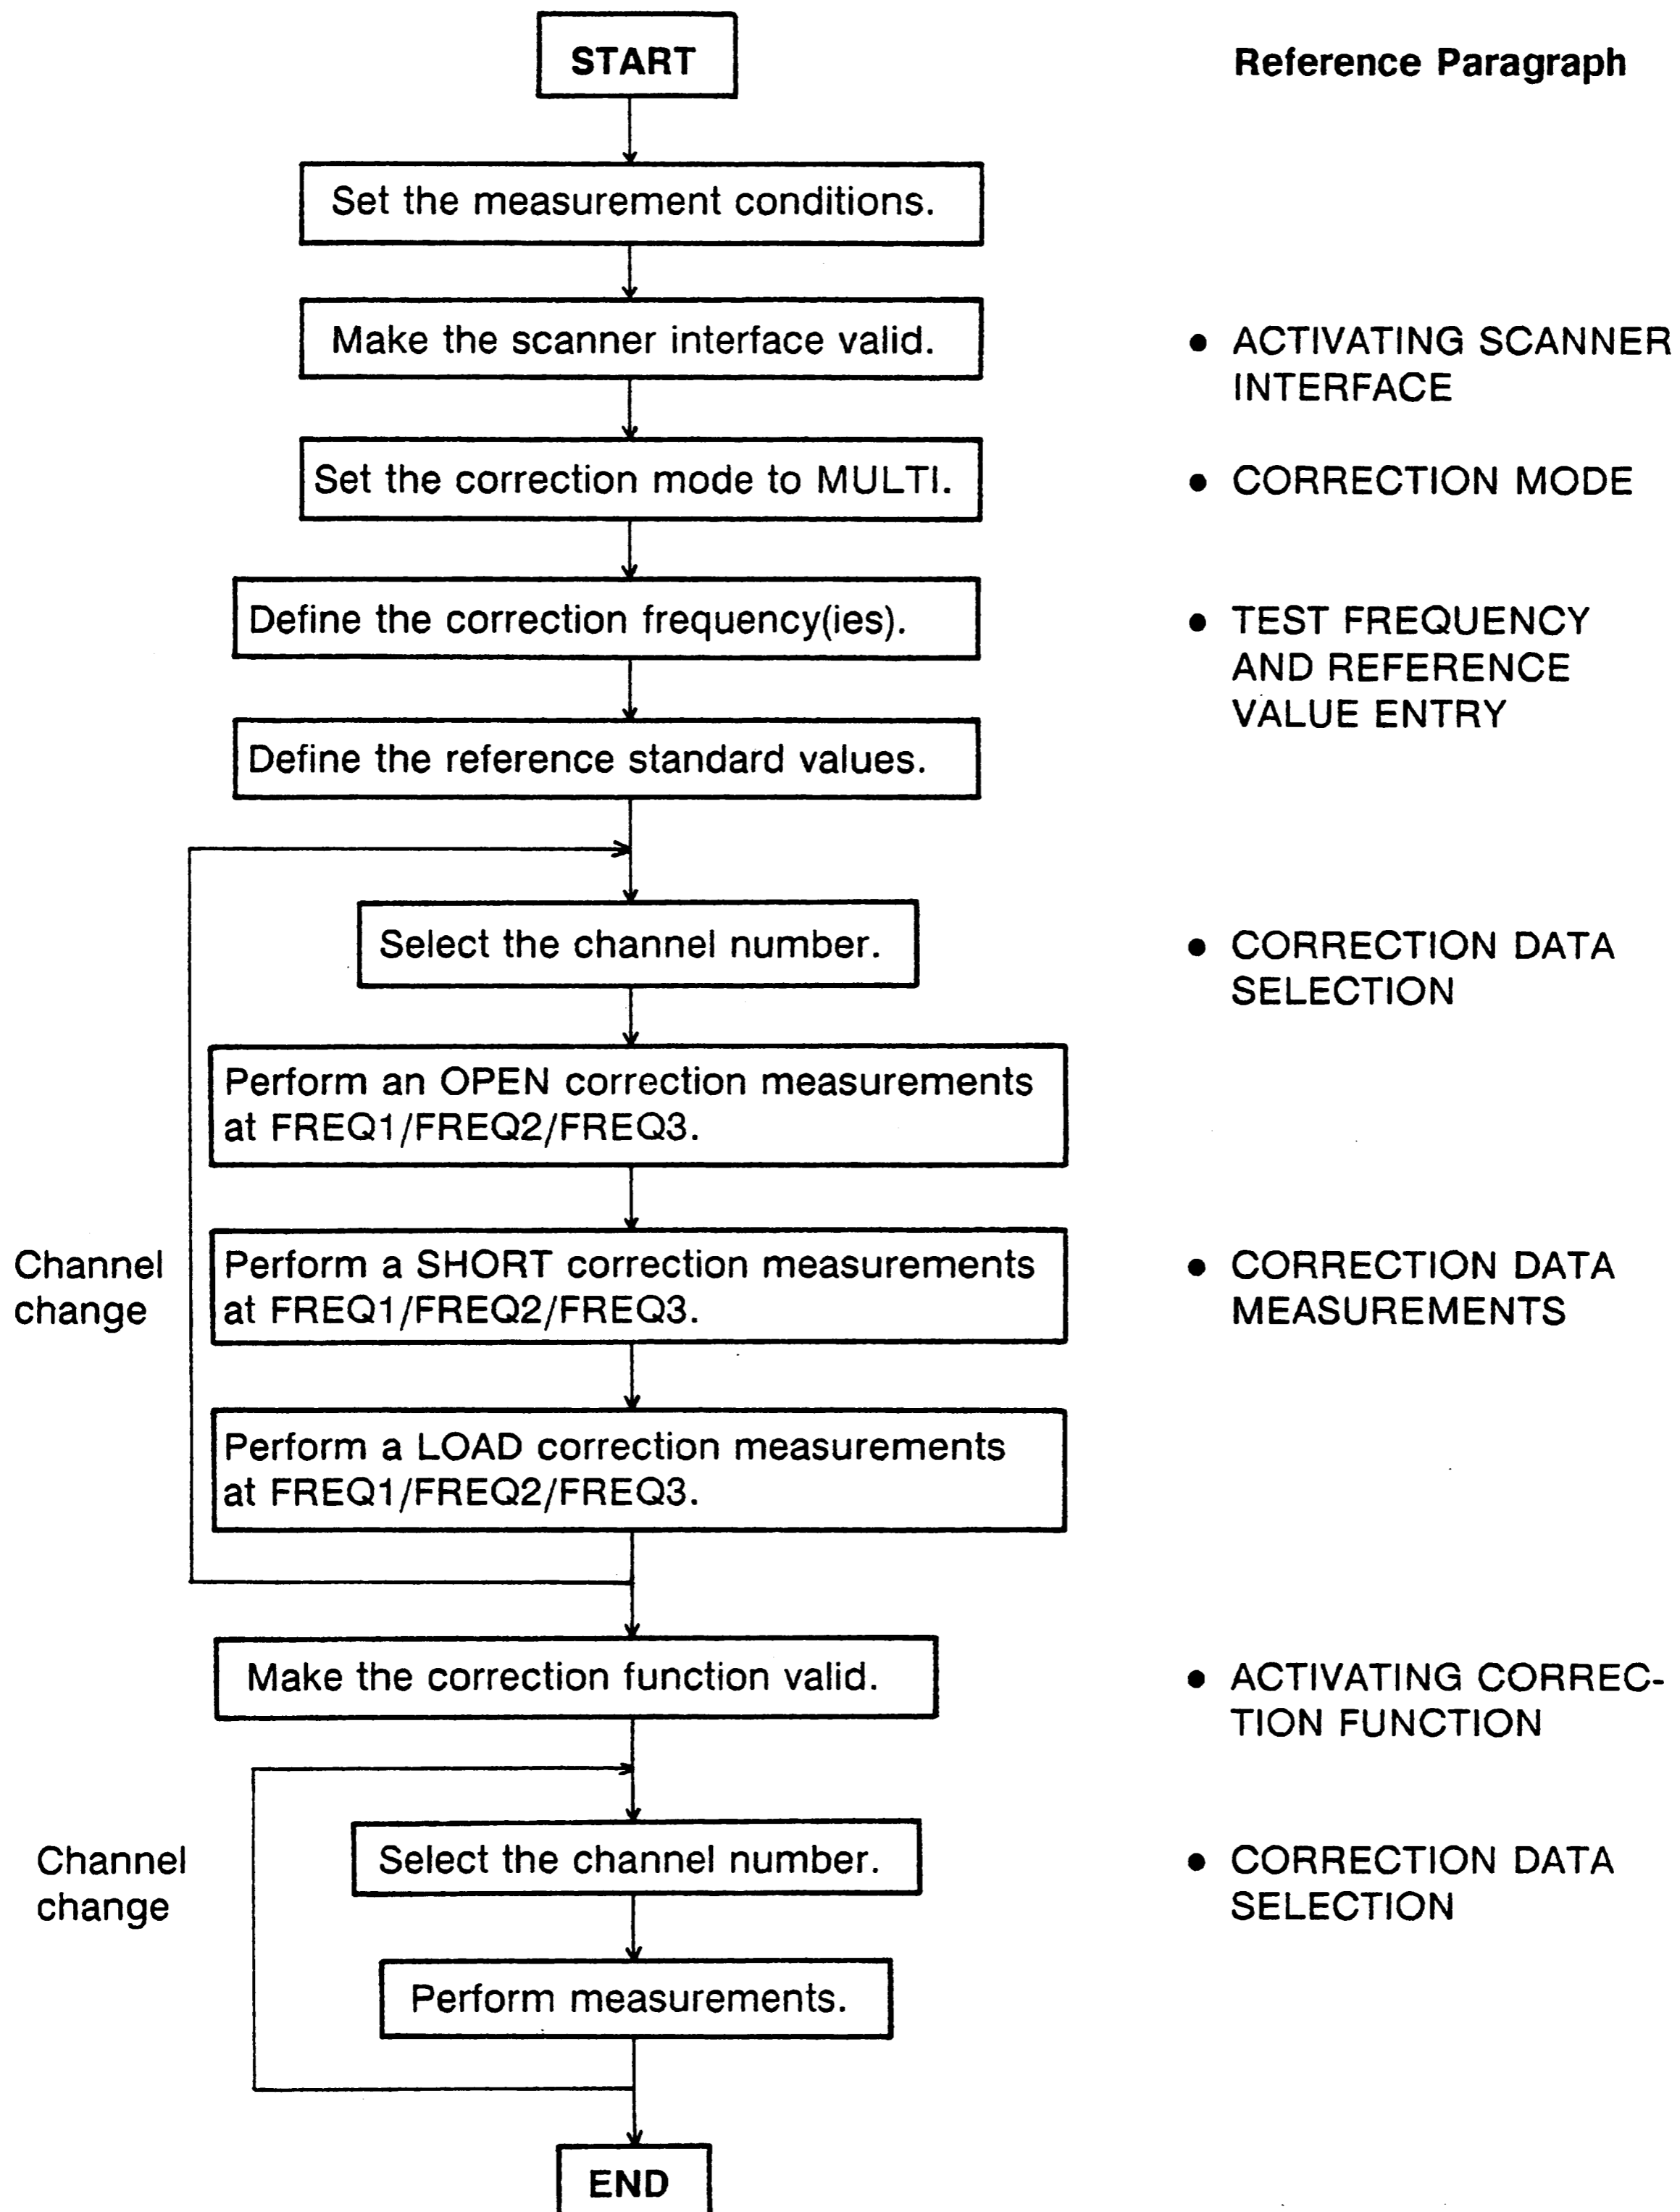 START
Reference Paragraph
Set the measurement conditions.
Make the scanner interface valid.
● ACTIVATING SCANNER
INTERFACE
Set the correction mode to MULTI.
● CORRECTION MODE
Define the correction frequency(ies).
● TEST FREQUENCY
AND REFERENCE
VALUE ENTRY
Define the reference standard values.
Select the channel number.
● CORRECTION DATA
SELECTION
Perform an OPEN correction measurements
at FREQ1/FREQ2/FREQ3.
Channel
change
Perform a SHORT correction measurements
at FREQ1/FREQ2/FREQ3.
● CORRECTION DATA
MEASUREMENTS
Perform a LOAD correction measurements
at FREQ1/FREQ2/FREQ3.
Make the correction function valid.
● ACTIVATING CORREC-
TION FUNCTION
Channel
change
Select the channel number.
● CORRECTION DATA
SELECTION
Perform measurements.
END